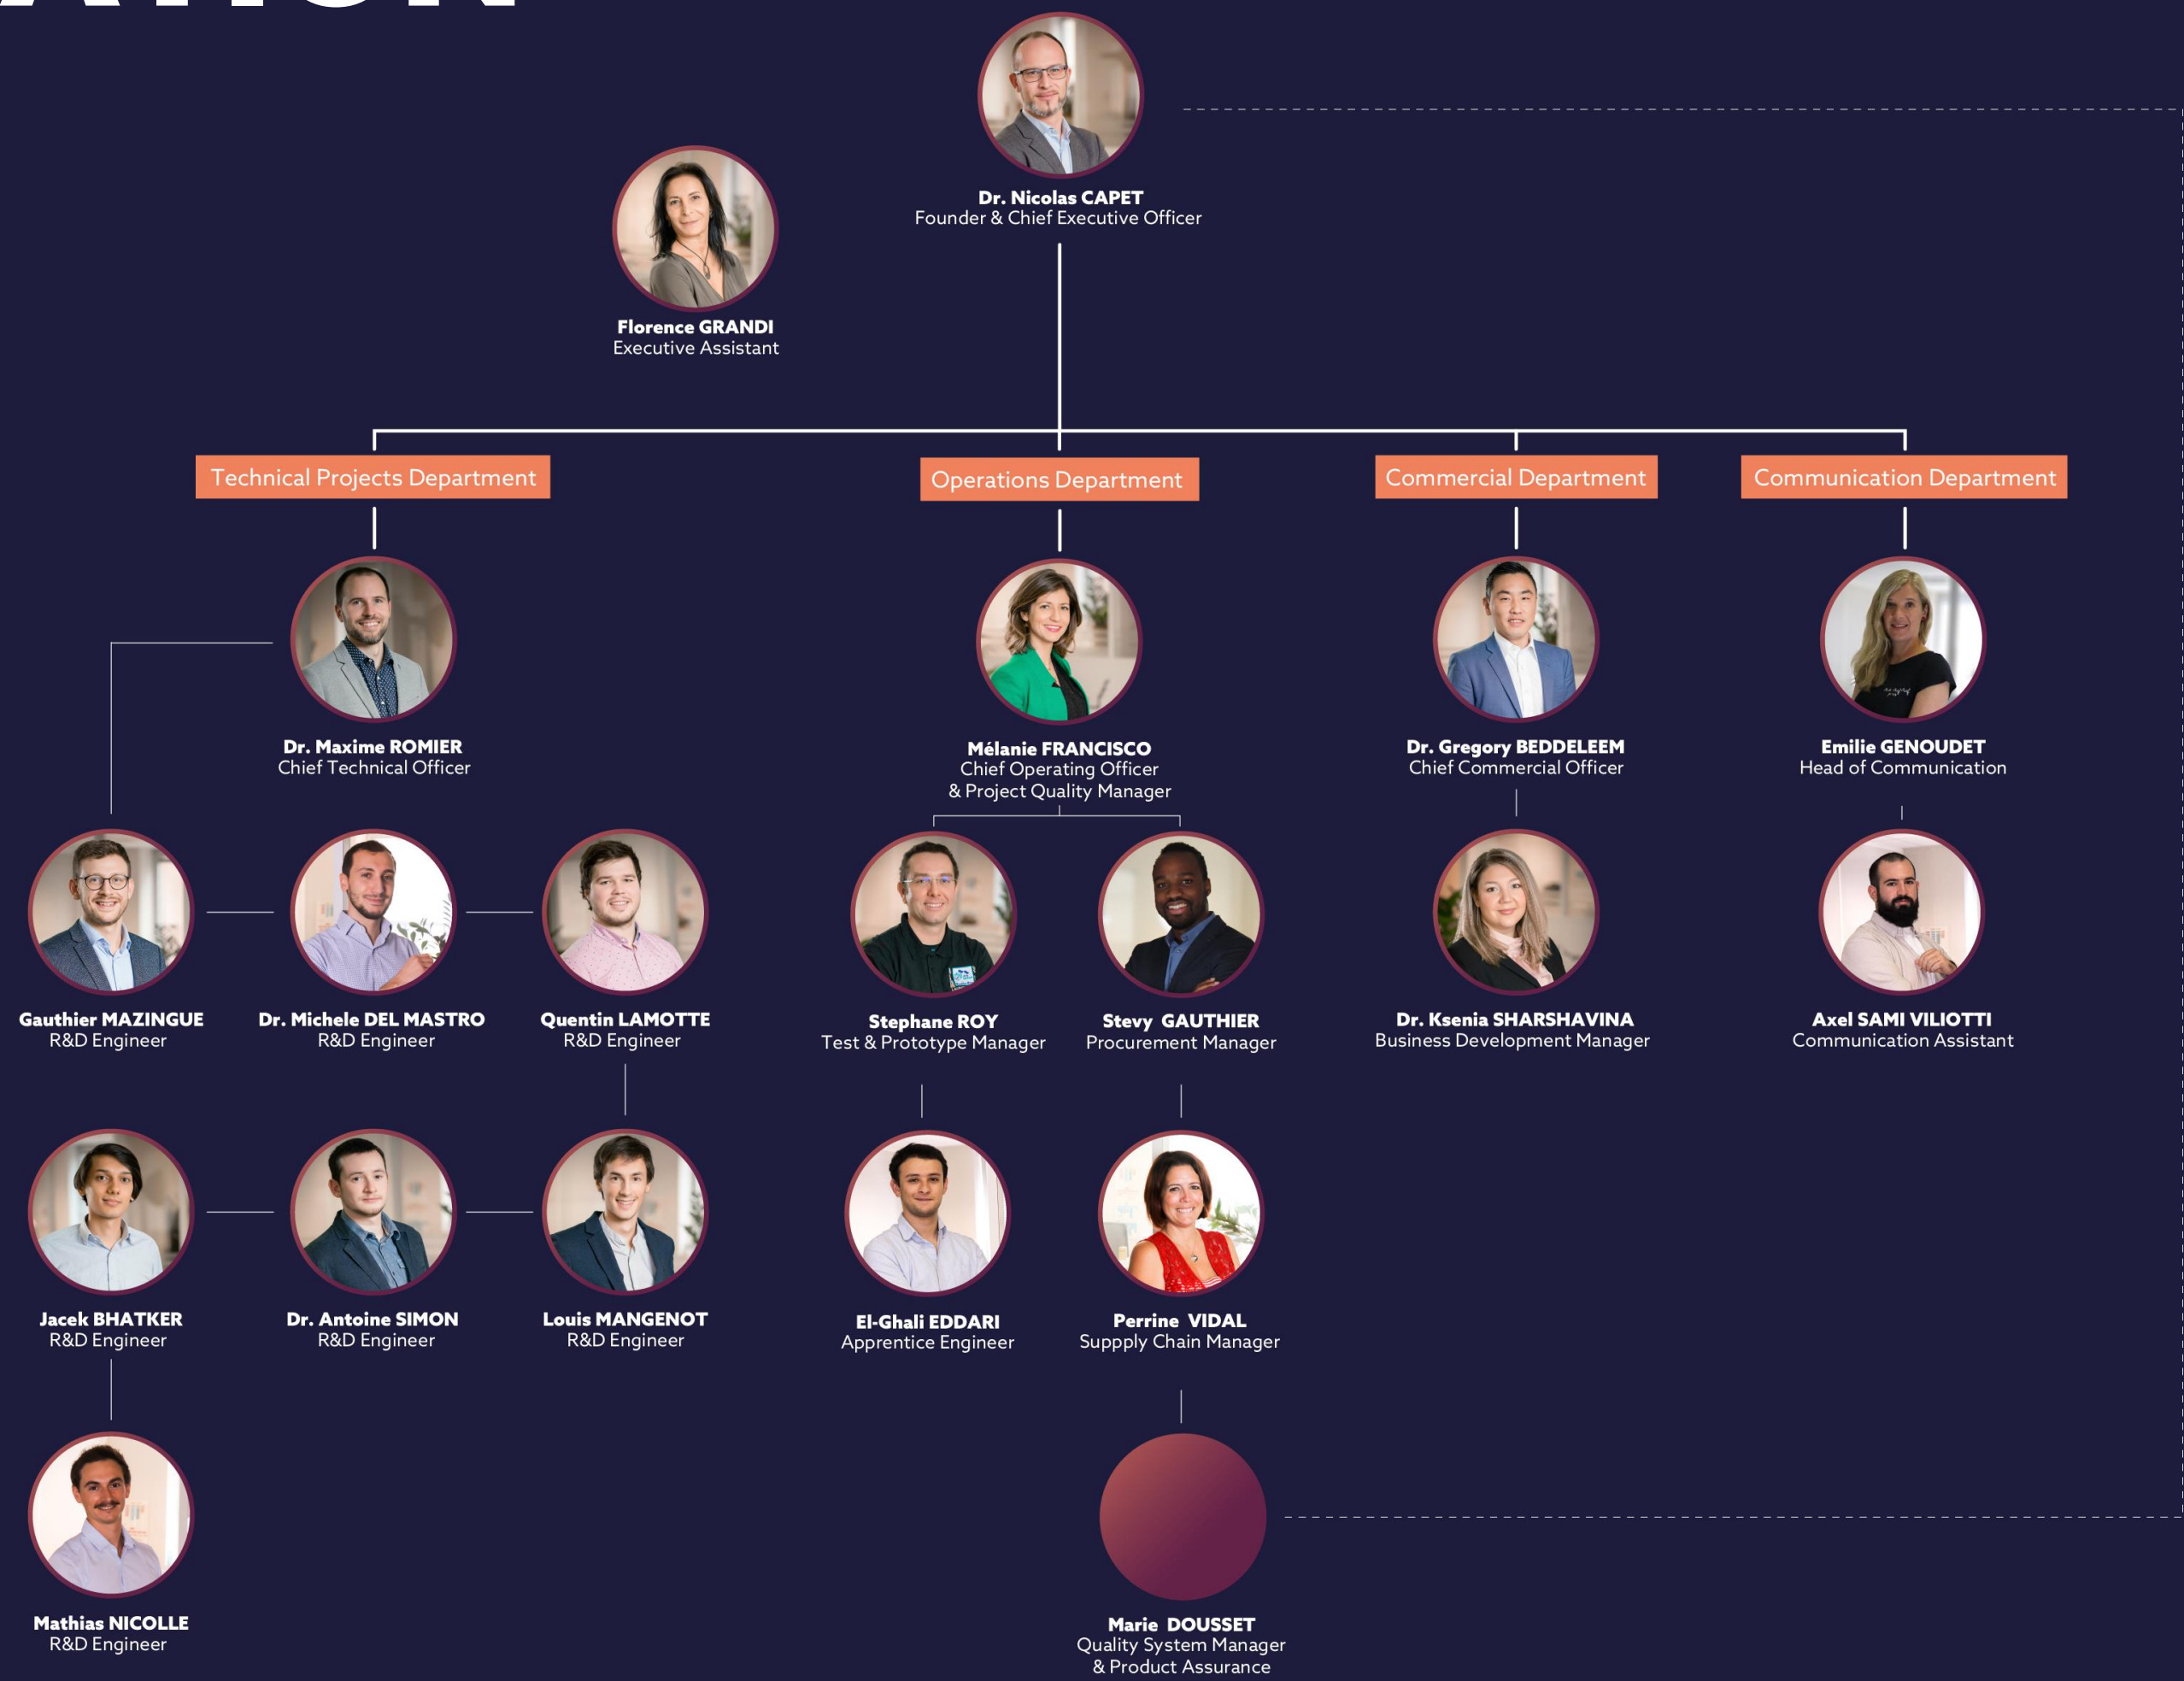 Dr. Nicolas CAPET
Founder & Chief Executive Officer
Florence GRANDI
Executive Assistant
Technical Projects Department
Operations Department
Commercial Department
Communication Department
Dr. Maxime ROMIER
Chief Technical Officer
Mélanie FRANCISCO
Chief Operating Officer
& Project Quality Manager
Dr. Gregory BEDDELEEM
Chief Commercial Officer
Emilie GENOUDET
Head of Communication
Gauthier MAZINGUE
R&D Engineer
Dr. Michele DEL MASTRO
R&D Engineer
Quentin LAMOTTE
R&D Engineer
Stephane ROY
Test & Prototype Manager
Stevy GAUTHIER
Procurement Manager
Dr. Ksenia SHARSHAVINA
Business Development Manager
Axel SAMI VILIOTTI
Communication Assistant
Jacek BHATKER
R&D Engineer
Dr. Antoine SIMON
R&D Engineer
Louis MANGENOT
R&D Engineer
El-Ghali EDDARI
Apprentice Engineer
Perrine VIDAL
Suppply Chain Manager
Mathias NICOLLE
R&D Engineer
Marie DOUSSET
Quality System Manager
& Product Assurance